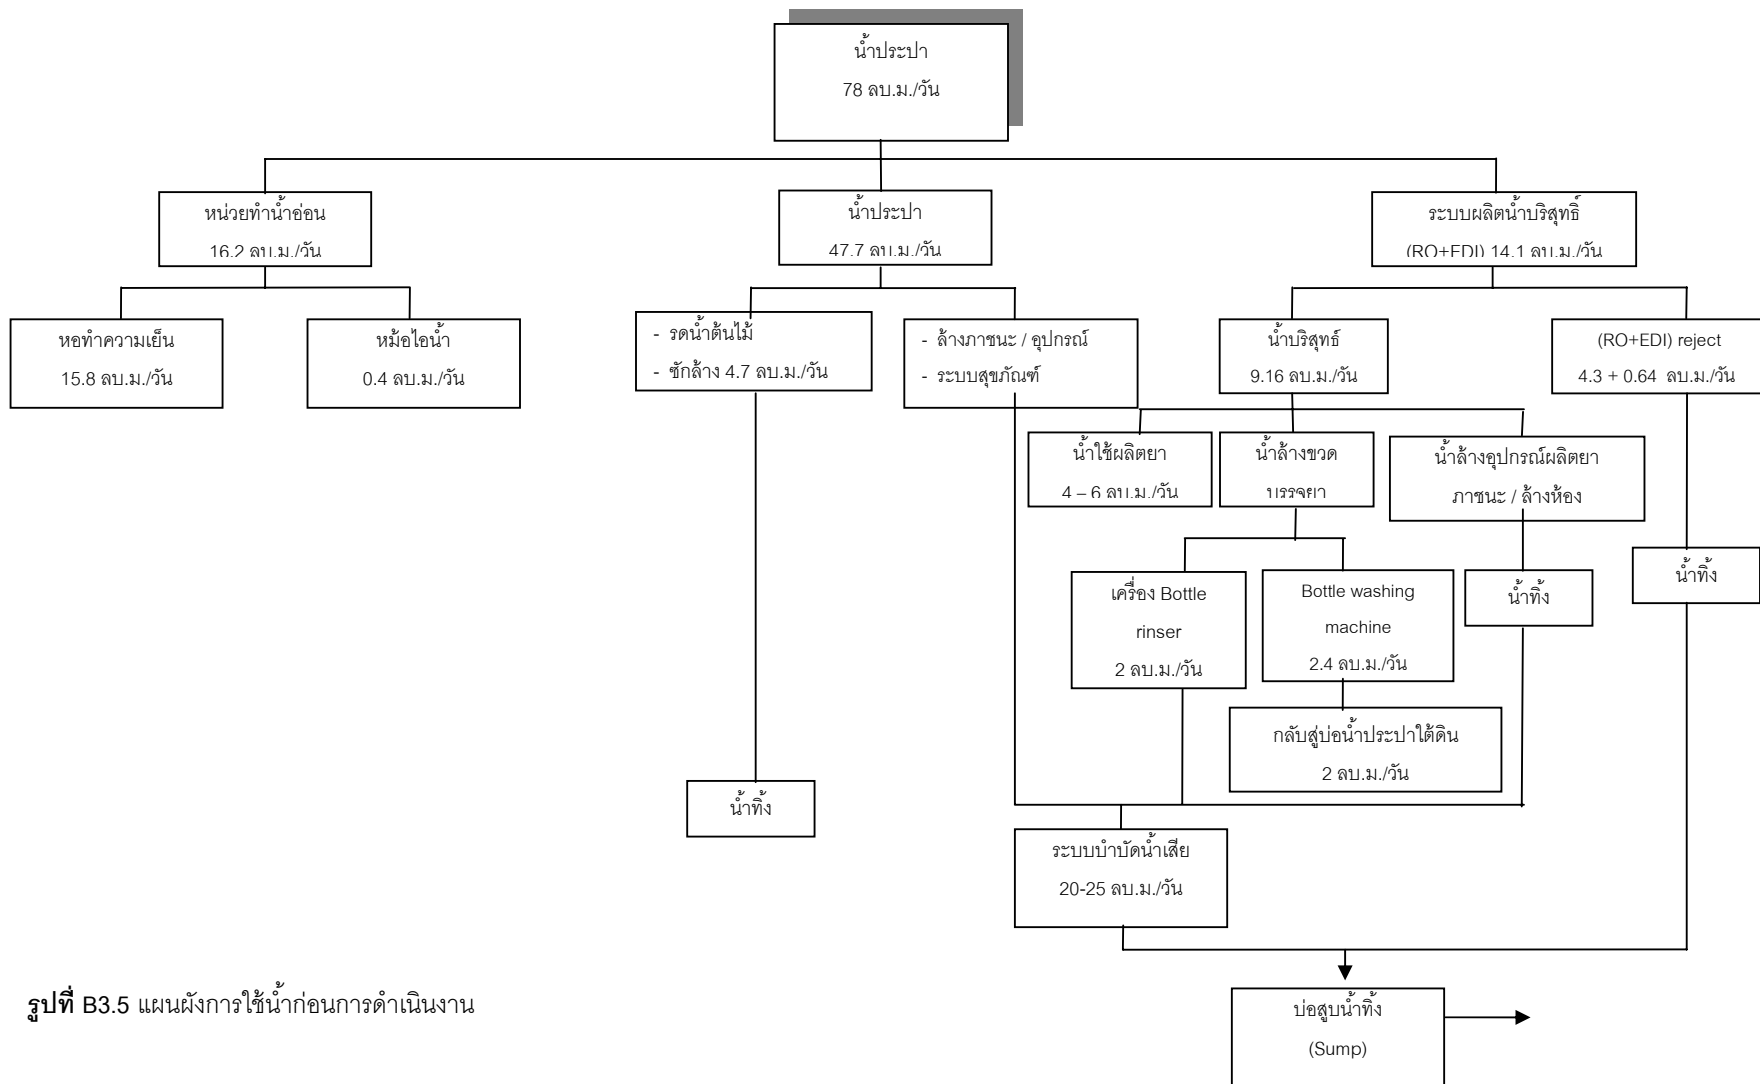 น้ำประปา
78 ลบ.ม./วัน
หน่วยทำน้ำอ่อน
16.2 ลบ.ม./วัน
น้ำประปา
47.7 ลบ.ม./วัน
ระบบผลิตน้ำบริสุทธิ์
(RO+EDI) 14.1 ลบ.ม./วัน
หอทำความเย็น
15.8 ลบ.ม./วัน
หม้อไอน้ำ
0.4 ลบ.ม./วัน
- รดน้ำต้นไม้
- ซักล้าง 4.7 ลบ.ม./วัน
- ล้างภาชนะ / อุปกรณ์
- ระบบสุขภัณฑ์
น้ำบริสุทธ์
9.16 ลบ.ม./วัน
(RO+EDI) reject
4.3 + 0.64 ลบ.ม./วัน
น้ำใช้ผลิตยา
4 – 6 ลบ.ม./วัน
น้ำล้างขวด
บรรจุยา
น้ำล้างอุปกรณ์ผลิตยา
ภาชนะ / ล้างห้อง
เครื่อง Bottle
rinser
2 ลบ.ม./วัน
Bottle washing
machine
2.4 ลบ.ม./วัน
น้ำทิ้ง
น้ำทิ้ง
กลับสู่บ่อน้ำประปาใต้ดิน
2 ลบ.ม./วัน
น้ำทิ้ง
ระบบบำบัดน้ำเสีย
20-25 ลบ.ม./วัน
บ่อสูบน้ำทิ้ง
(Sump)
รูปที่ B3.5 แผนผังการใช้น้ำก่อนการดำเนินงาน